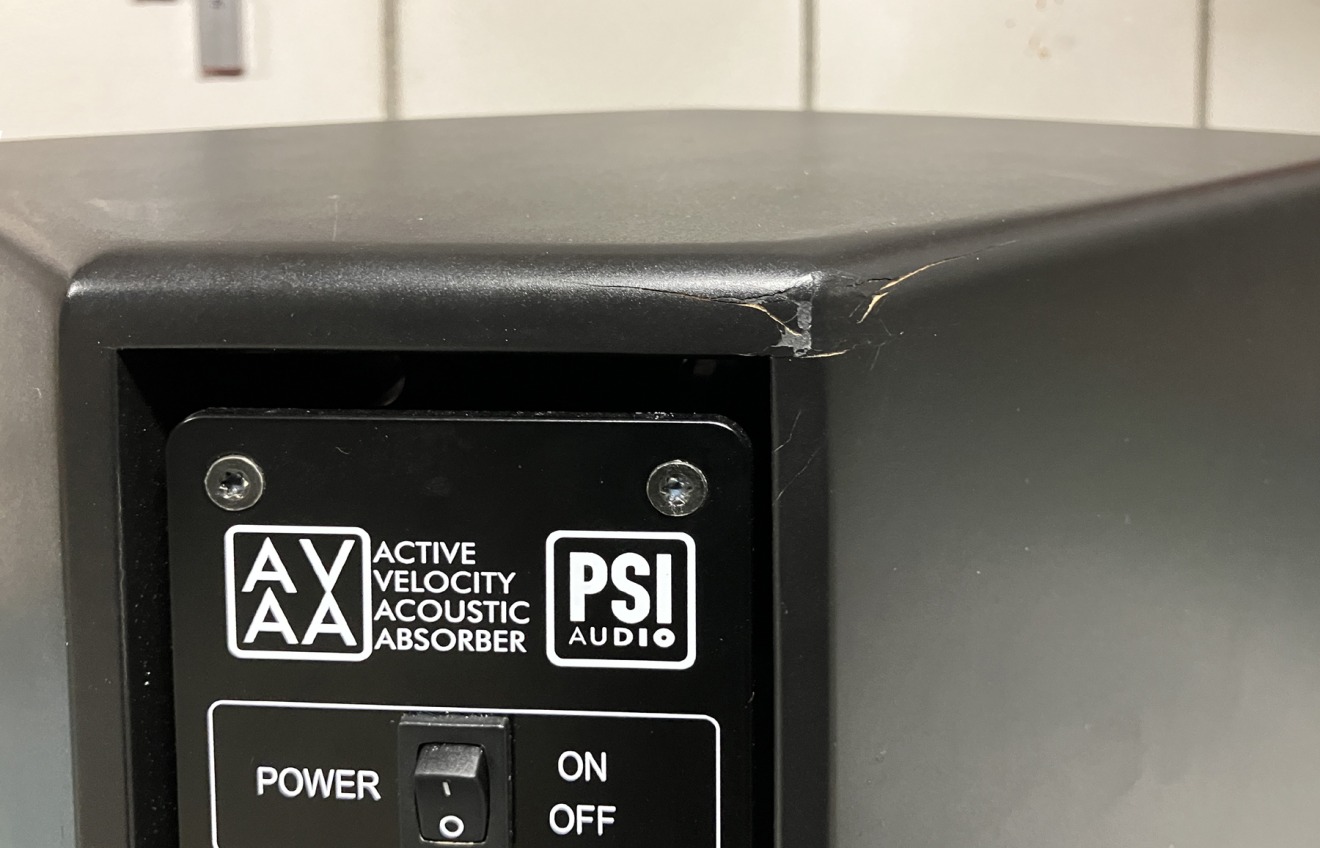 AV
AA
ACTIVE
VELOCITY
ACOUSTIC
ABSORBER
PSI
AUDIO
POWER
ON
OFF
I
O